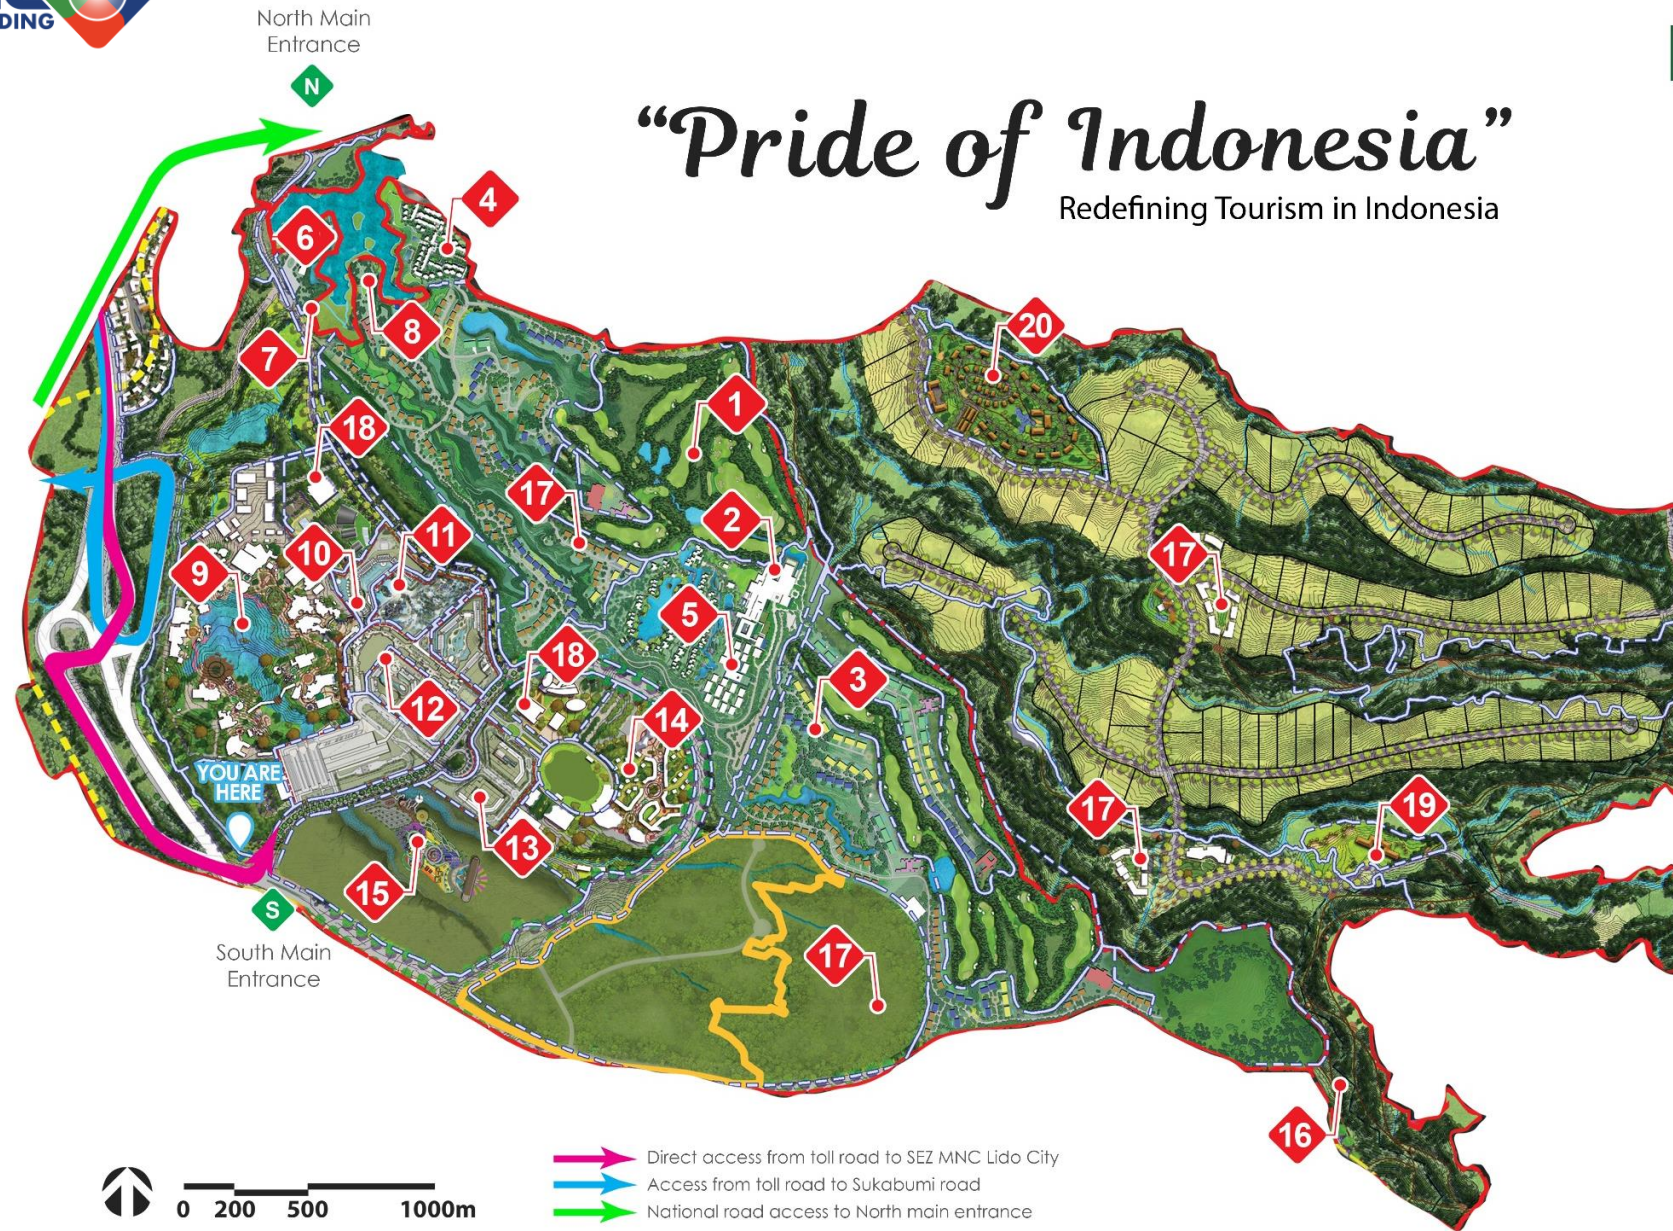 DING
North Main
Entrance
N
“Pride of Indonesia”
Redefining Tourism in Indonesia
4
6
8
7
20
1
18
17
2
11
10
9
17
5
18
3
12
14
YOU ARE
HERE
17
19
13
15
S
South Main
Entrance
17
16
Direct access from toll road to SEZ MNC Lido City
Access from toll road to Sukabumi road
National road access to North main entrance
0 200 500 1000m